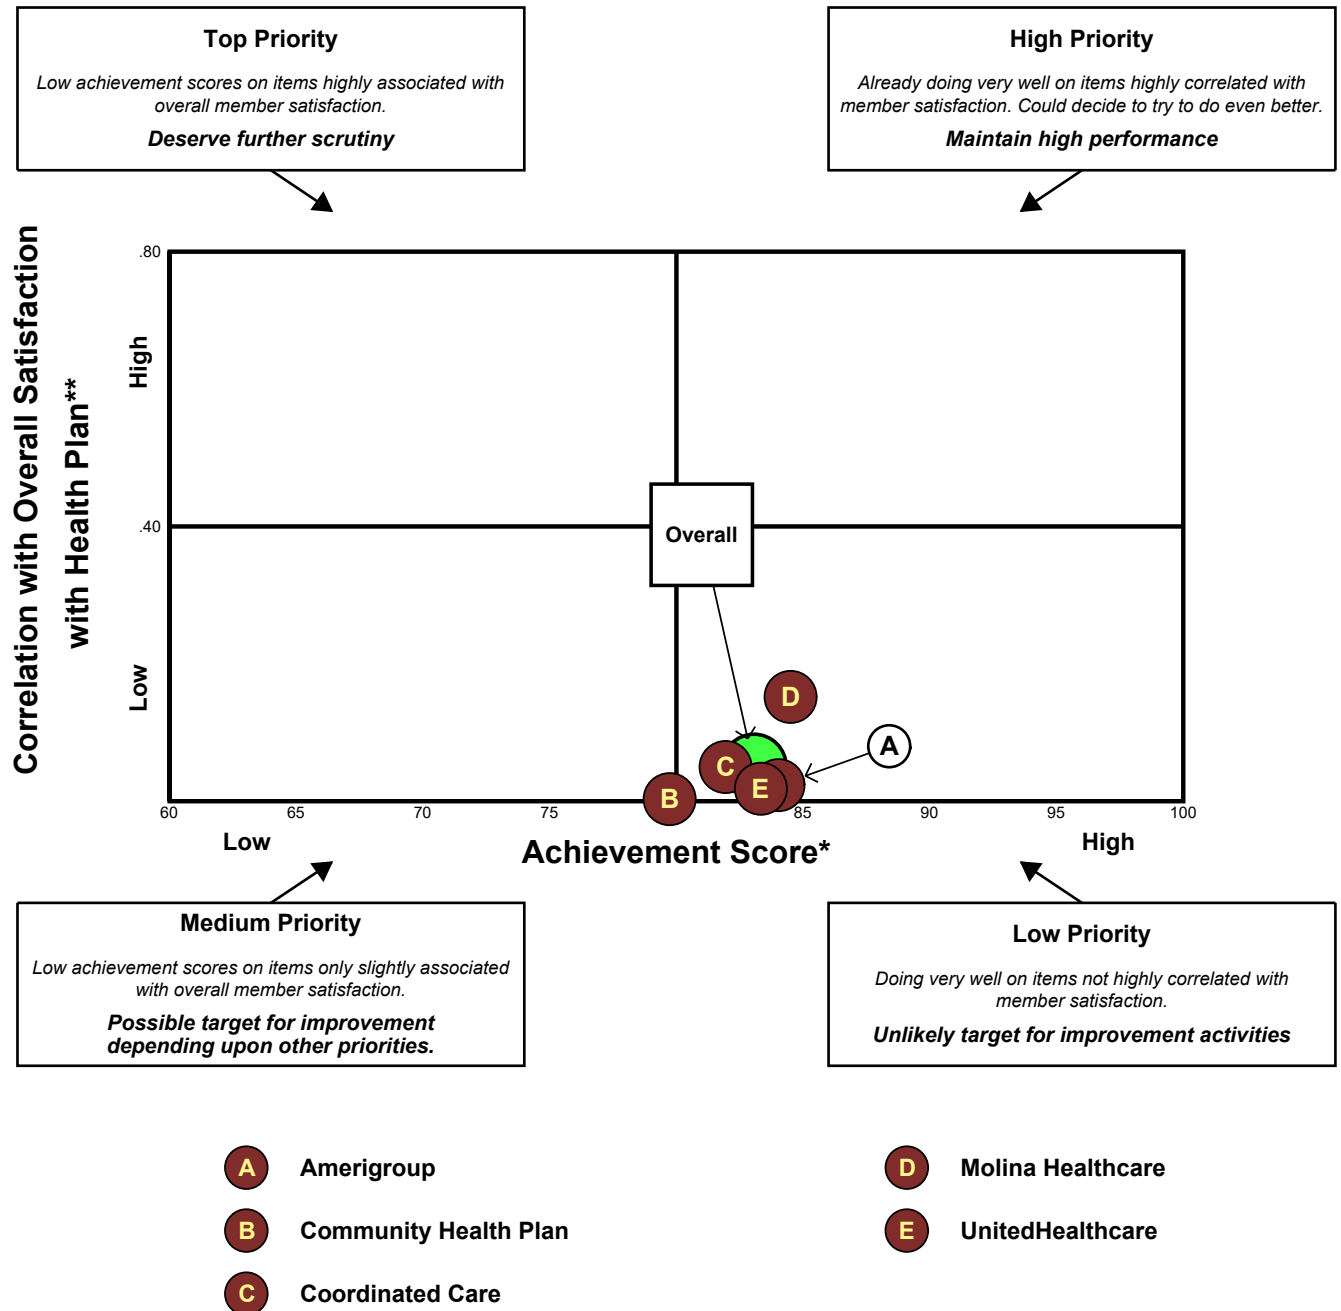 Top Priority
Low achievement scores on items highly associated with
overall member satisfaction.
Deserve further scrutiny
High Priority
Already doing very well on items highly correlated with
member satisfaction. Could decide to try to do even better.
Maintain high performance
Correlation with Overall Satisfaction
with Health Plan**
High
Low
.80
.40
Overall
D
A
C
E
B
60
65
70
75
85
90
95
100
Low
Achievement Score*
High
Medium Priority
Low achievement scores on items only slightly associated
with overall member satisfaction.
Possible target for improvement
depending upon other priorities.
Low Priority
Doing very well on items not highly correlated with
member satisfaction.
Unlikely target for improvement activities
A Amerigroup
B Community Health Plan
C Coordinated Care
D Molina Healthcare
E UnitedHealthcare